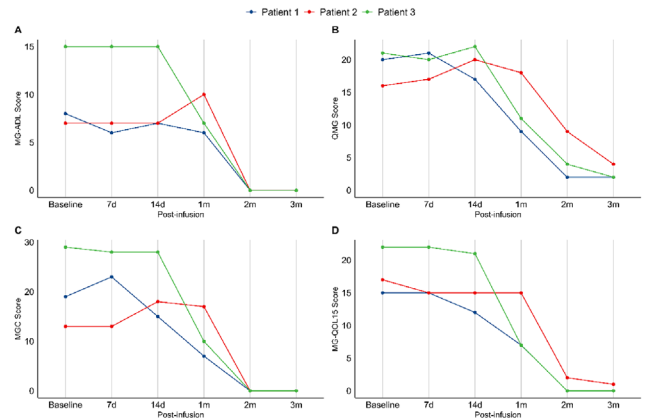 Patient 1 Patient 2 Patient 3
A
MG-ADL Score
15
10
5
0
Baseline 7d 14d 1m 2m 3m
Post-infusion
B
QMG Score
20
15
10
5
0
Baseline 7d 14d 1m 2m 3m
Post-infusion
C
MGC Score
30
20
10
0
Baseline 7d 14d 1m 2m 3m
Post-infusion
D
MG-QOL15 Score
20
15
10
5
0
Baseline 7d 14d 1m 2m 3m
Post-infusion